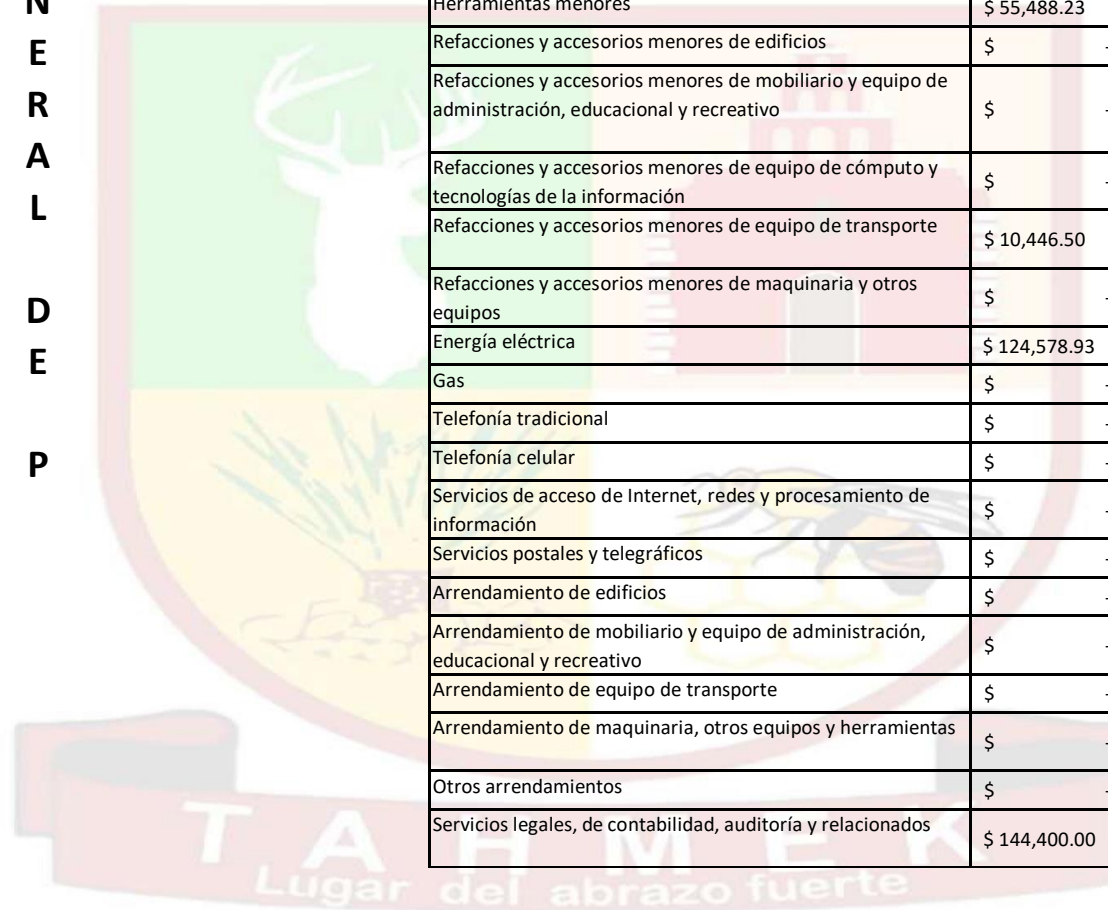 N
E
R
A
L
D
E
P
Herramientas menores $ 55,488.23
Refacciones y accesorios menores de edificios $ -
Refacciones y accesorios menores de mobiliario y equipo de
administración, educacional y recreativo $ -
Refacciones y accesorios menores de equipo de cómputo y
tecnologías de la información $ -
Refacciones y accesorios menores de equipo de transporte $ 10,446.50
Refacciones y accesorios menores de maquinaria y otros
equipos $ -
Energía eléctrica $ 124,578.93
Gas $ -
Telefonía tradicional $ -
Telefonía celular $ -
Servicios de acceso de Internet, redes y procesamiento de
información $ -
Servicios postales y telegráficos $ -
Arrendamiento de edificios $ -
Arrendamiento de mobiliario y equipo de administración,
educacional y recreativo $ -
Arrendamiento de equipo de transporte $ -
Arrendamiento de maquinaria, otros equipos y herramientas $ -
Otros arrendamientos $ -
Servicios legales, de contabilidad, auditoría y relacionados $ 144,400.00
TAHMEK
Lugar del abrazo fuerte